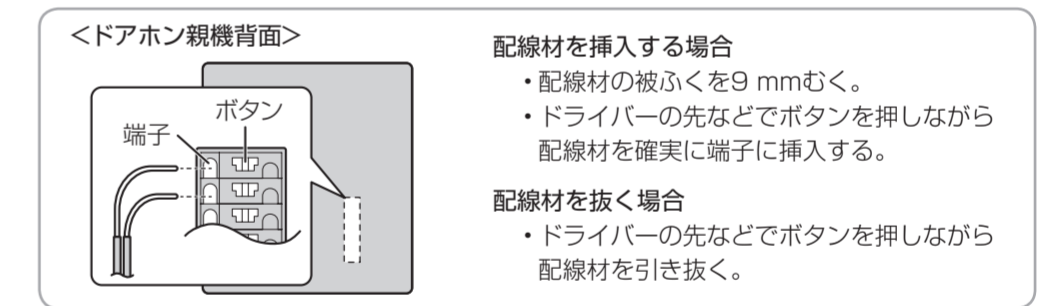 <ドアホン親機背面>
ボタン
端子
配線材を挿入する場合
・配線材の被ふくを9 mmむく。
・ドライバーの先などでボタンを押しながら
配線材を確実に端子に挿入する。
配線材を抜く場合
・ドライバーの先などでボタンを押しながら
配線材を引き抜く。